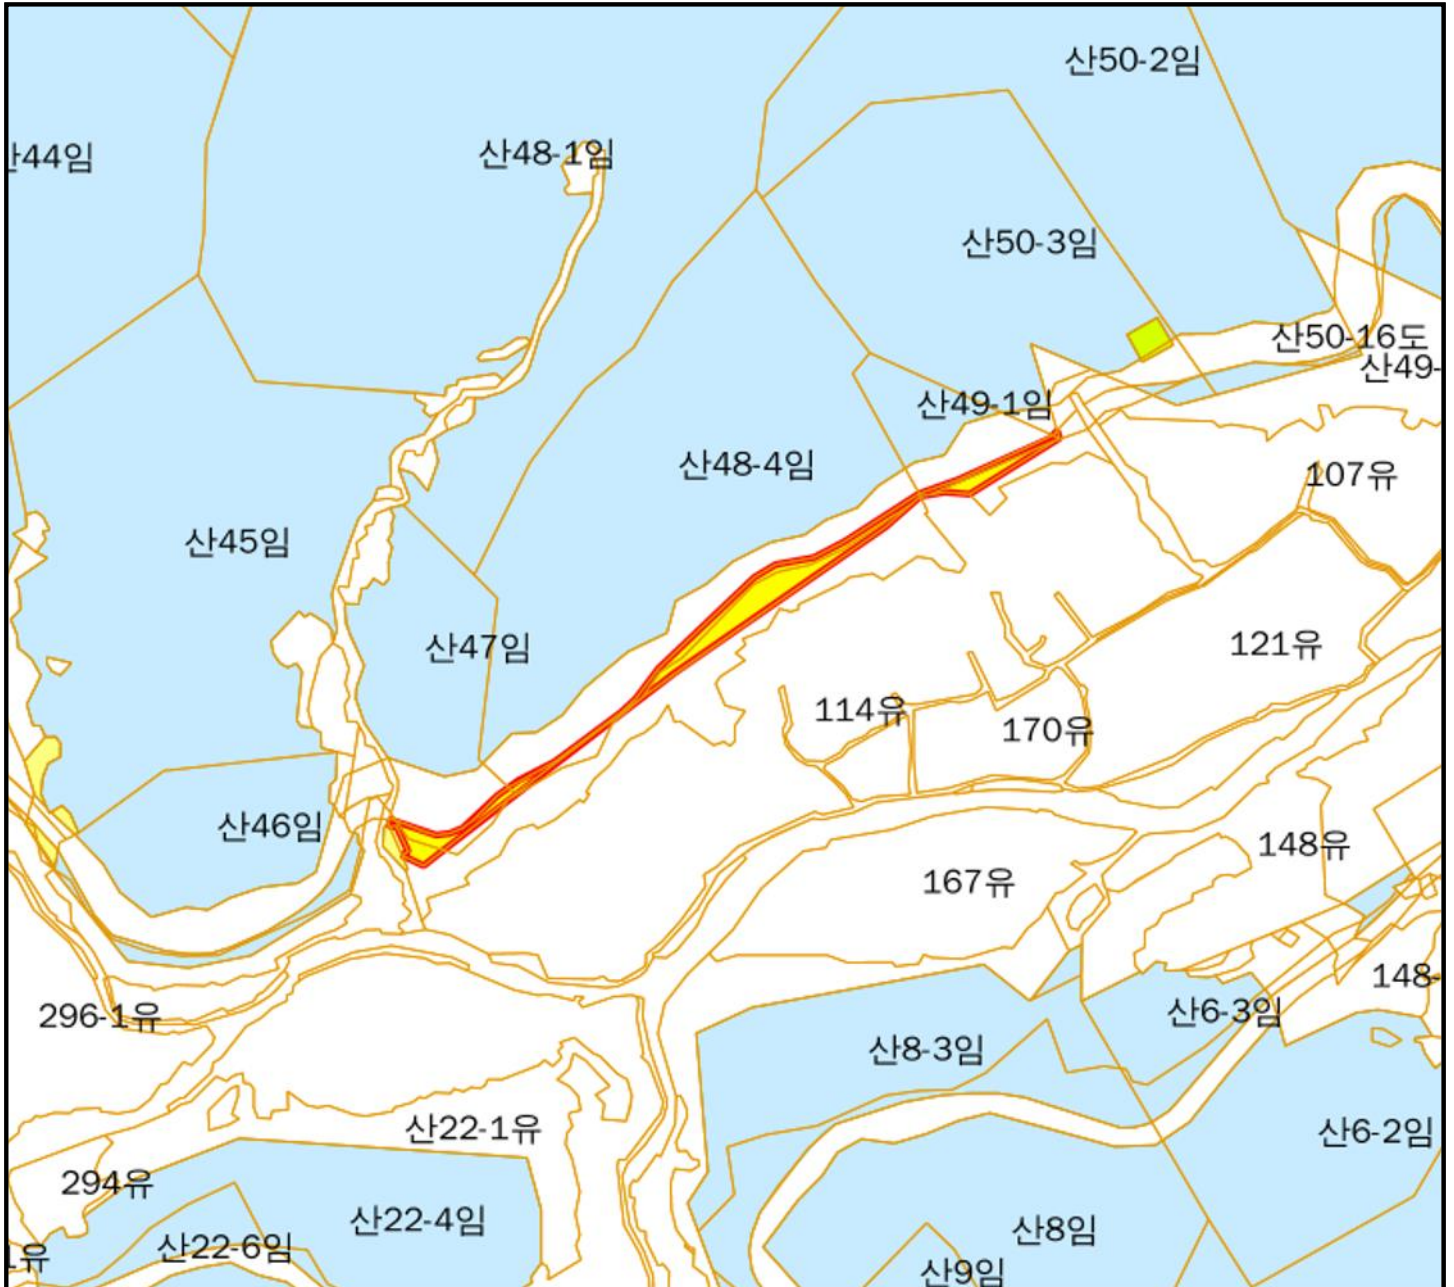 산50-2임
44임
산48-1임
산50-3임
산50-16도
산49-
산49-1임
산48-4임
107유
산45임
산47임
121유
114유
170유
산46임
148유
167유
148-
296-1유
산6-3임
산8-3임
산22-1유
산6-2임
294유
산22-4임
산8임
산22-6임
유
산9임